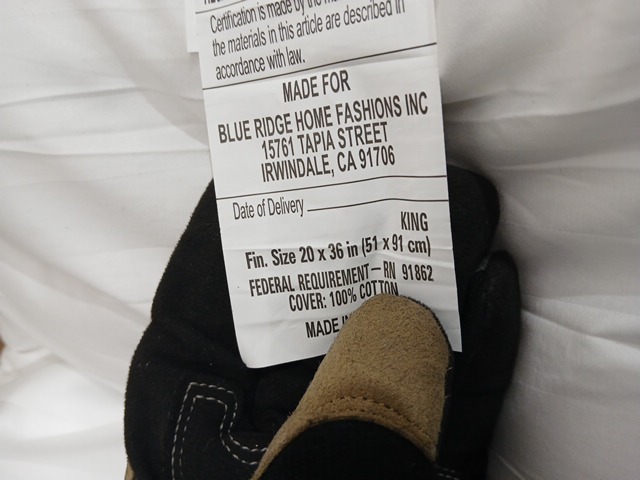 Certification is made by the
the materials in this article are described in
accordance with law.
MADE FOR
BLUE RIDGE HOME FASHIONS INC
15761 TAPIA STREET
IRWINDALE, CA 91706
Date of Delivery
KING
Fin. Size 20 x 36 in (51 x 91 cm)
FEDERAL REQUIREMENT — RN 91862
COVER: 100% COTTON
MADE IN